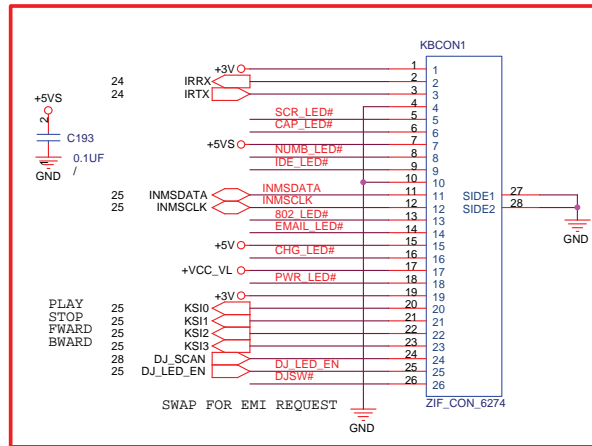 KBCON1
+3V 1 1
24 IRRX 2 2
24 IRTX 3 3
4 4
+5VS
SCR_LED# 5 5
2
CAP_LED# 6 6
C193
+5VS 7 7
NUMB_LED# 8 8
0.1UF
IDE_LED# 9 9
GND
/
10 10
25 INMSDATA INMSDATA 11 11 SIDE1 27
25 INMSCLK INMSCLK 12 12 SIDE2 28
802_LED# 13 13
EMAIL_LED# 14 14
GND
+5V 15 15
CHG_LED# 16 16
+VCC_VL 17 17
PWR_LED# 18 18
+3V 19 19
PLAY 25 KSI0 20 20
STOP 25 KSI1 21 21
FWARD 25 KSI2 22 22
BWARD 25 KSI3 23 23
28 DJ_SCAN 24 24
25 DJ_LED_EN DJ_LED_EN 25 25
DJSW# 26 26
SWAP FOR EMI REQUEST
ZIF_CON_6274
GND